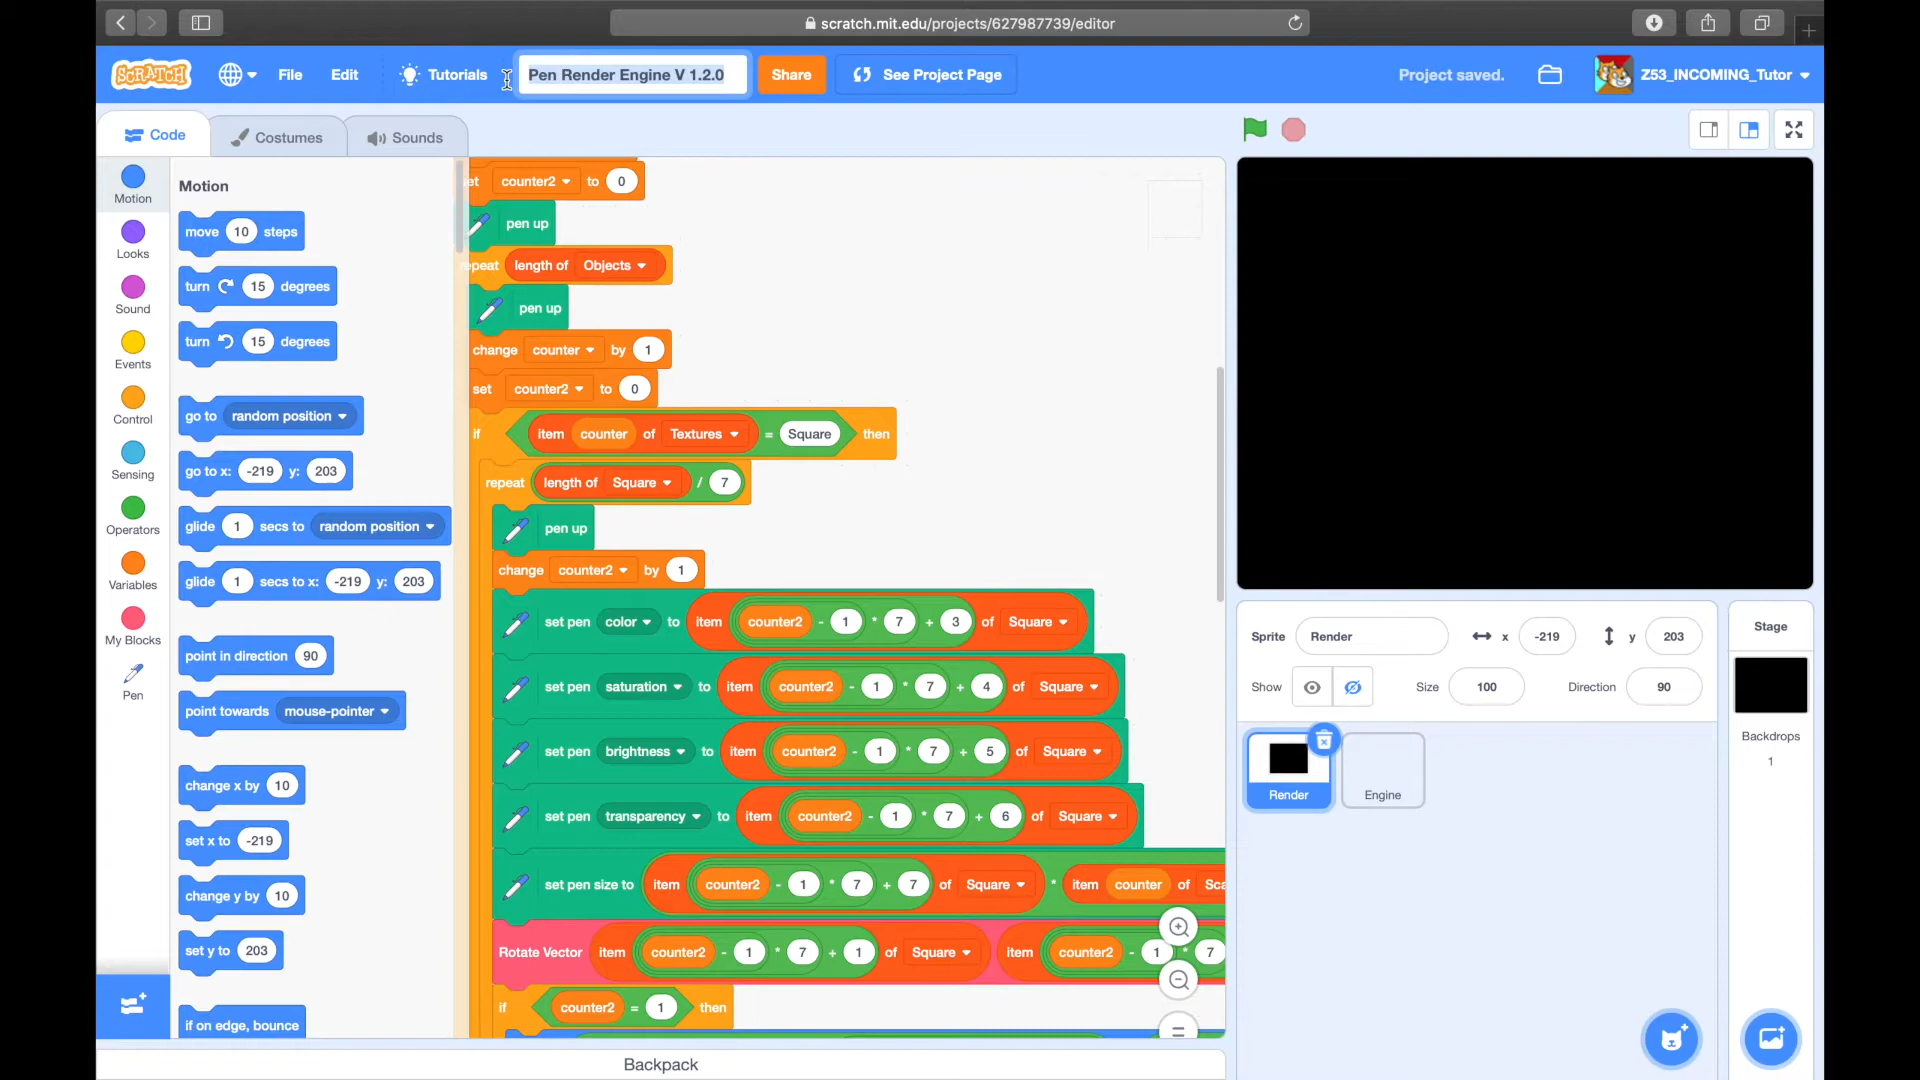 scratch.mit.edu/projects/627987739/editor
SCRATCH File Edit Tutorials Pen Render Engine V 1.2.0 Share See Project Page Project saved. Z53_INCOMING_Tutor
Code Costumes Sounds
Motion
Looks
Sound
Events
Control
Sensing
Operators
Variables
My Blocks
Pen
Motion
move 10 steps
turn 15 degrees
turn 15 degrees
go to random position
go to x: -219 y: 203
glide 1 secs to random position
glide 1 secs to x: -219 y: 203
point in direction 90
point towards mouse-pointer
change x by 10
set x to -219
change y by 10
set y to 203
if on edge, bounce
counter2 to 0
pen up
length of Objects
pen up
change counter by 1
set counter2 to 0
if item counter of Textures = Square then
repeat length of Square / 7
pen up
change counter2 by 1
set pen color to item counter2 - 1 * 7 + 3 of Square
set pen saturation to item counter2 - 1 * 7 + 4 of Square
set pen brightness to item counter2 - 1 * 7 + 5 of Square
set pen transparency to item counter2 - 1 * 7 + 6 of Square
set pen size to item counter2 - 1 * 7 + 7 of Square * item counter of
Rotate Vector item counter2 - 1 * 7 + 1 of Square item counter2 - 1 * 7
if counter2 = 1 then
Backpack
Sprite Render x -219 y 203
Show Size 100 Direction 90
Render
Engine
Stage
Backdrops
1